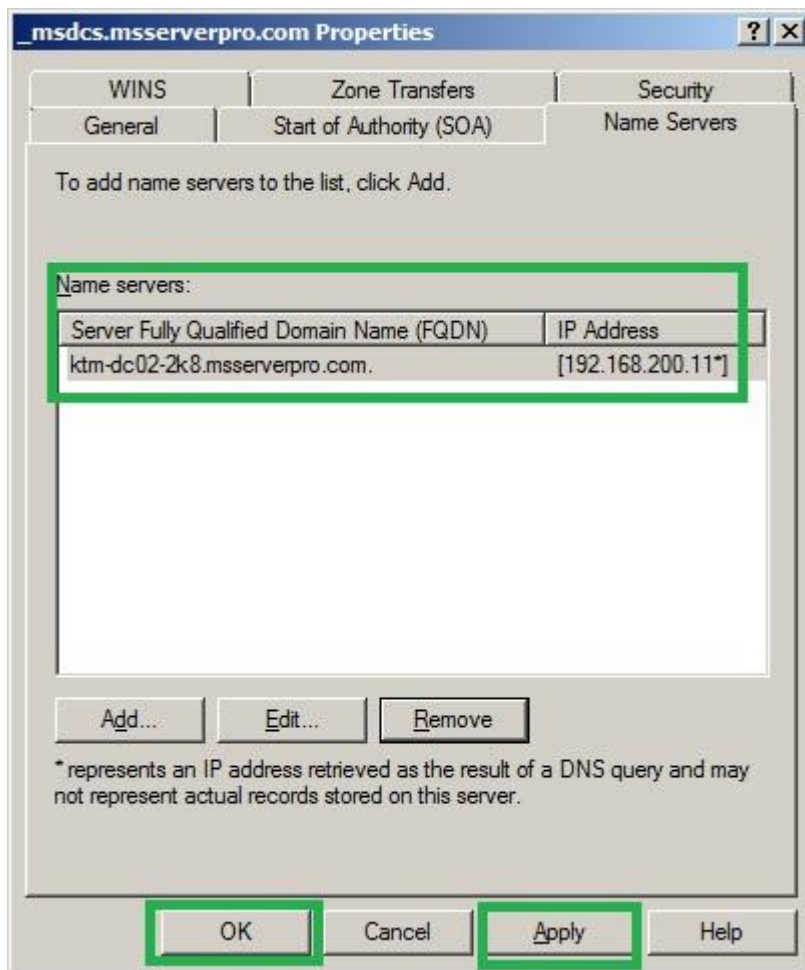 _msdcs.msserverpro.com Properties
WINS Zone Transfers Security
General Start of Authority (SOA) Name Servers
To add name servers to the list, click Add.
Name servers:
Server Fully Qualified Domain Name (FQDN) IP Address
ktm-dc02-2k8.msserverpro.com. [192.168.200.11*]
Add... Edit... Remove
* represents an IP address retrieved as the result of a DNS query and may
not represent actual records stored on this server.
OK Cancel Apply Help